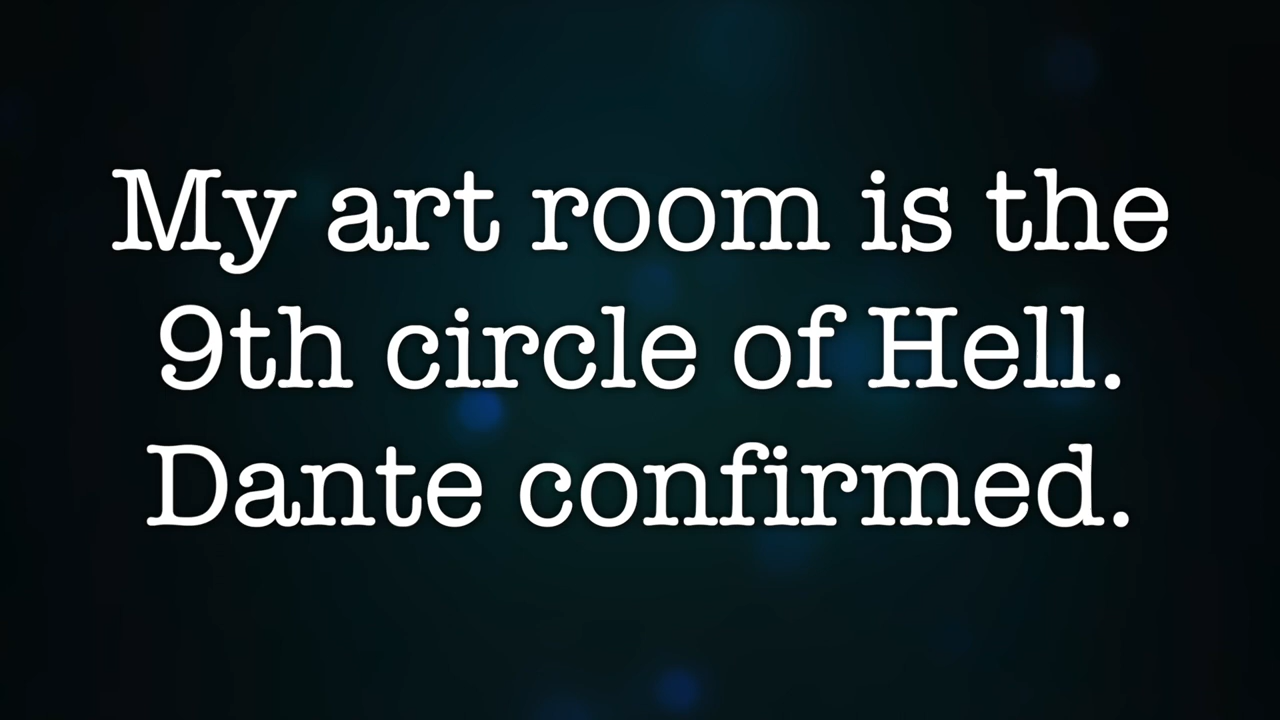 My art room is the
9th circle of Hell.
Dante confirmed.